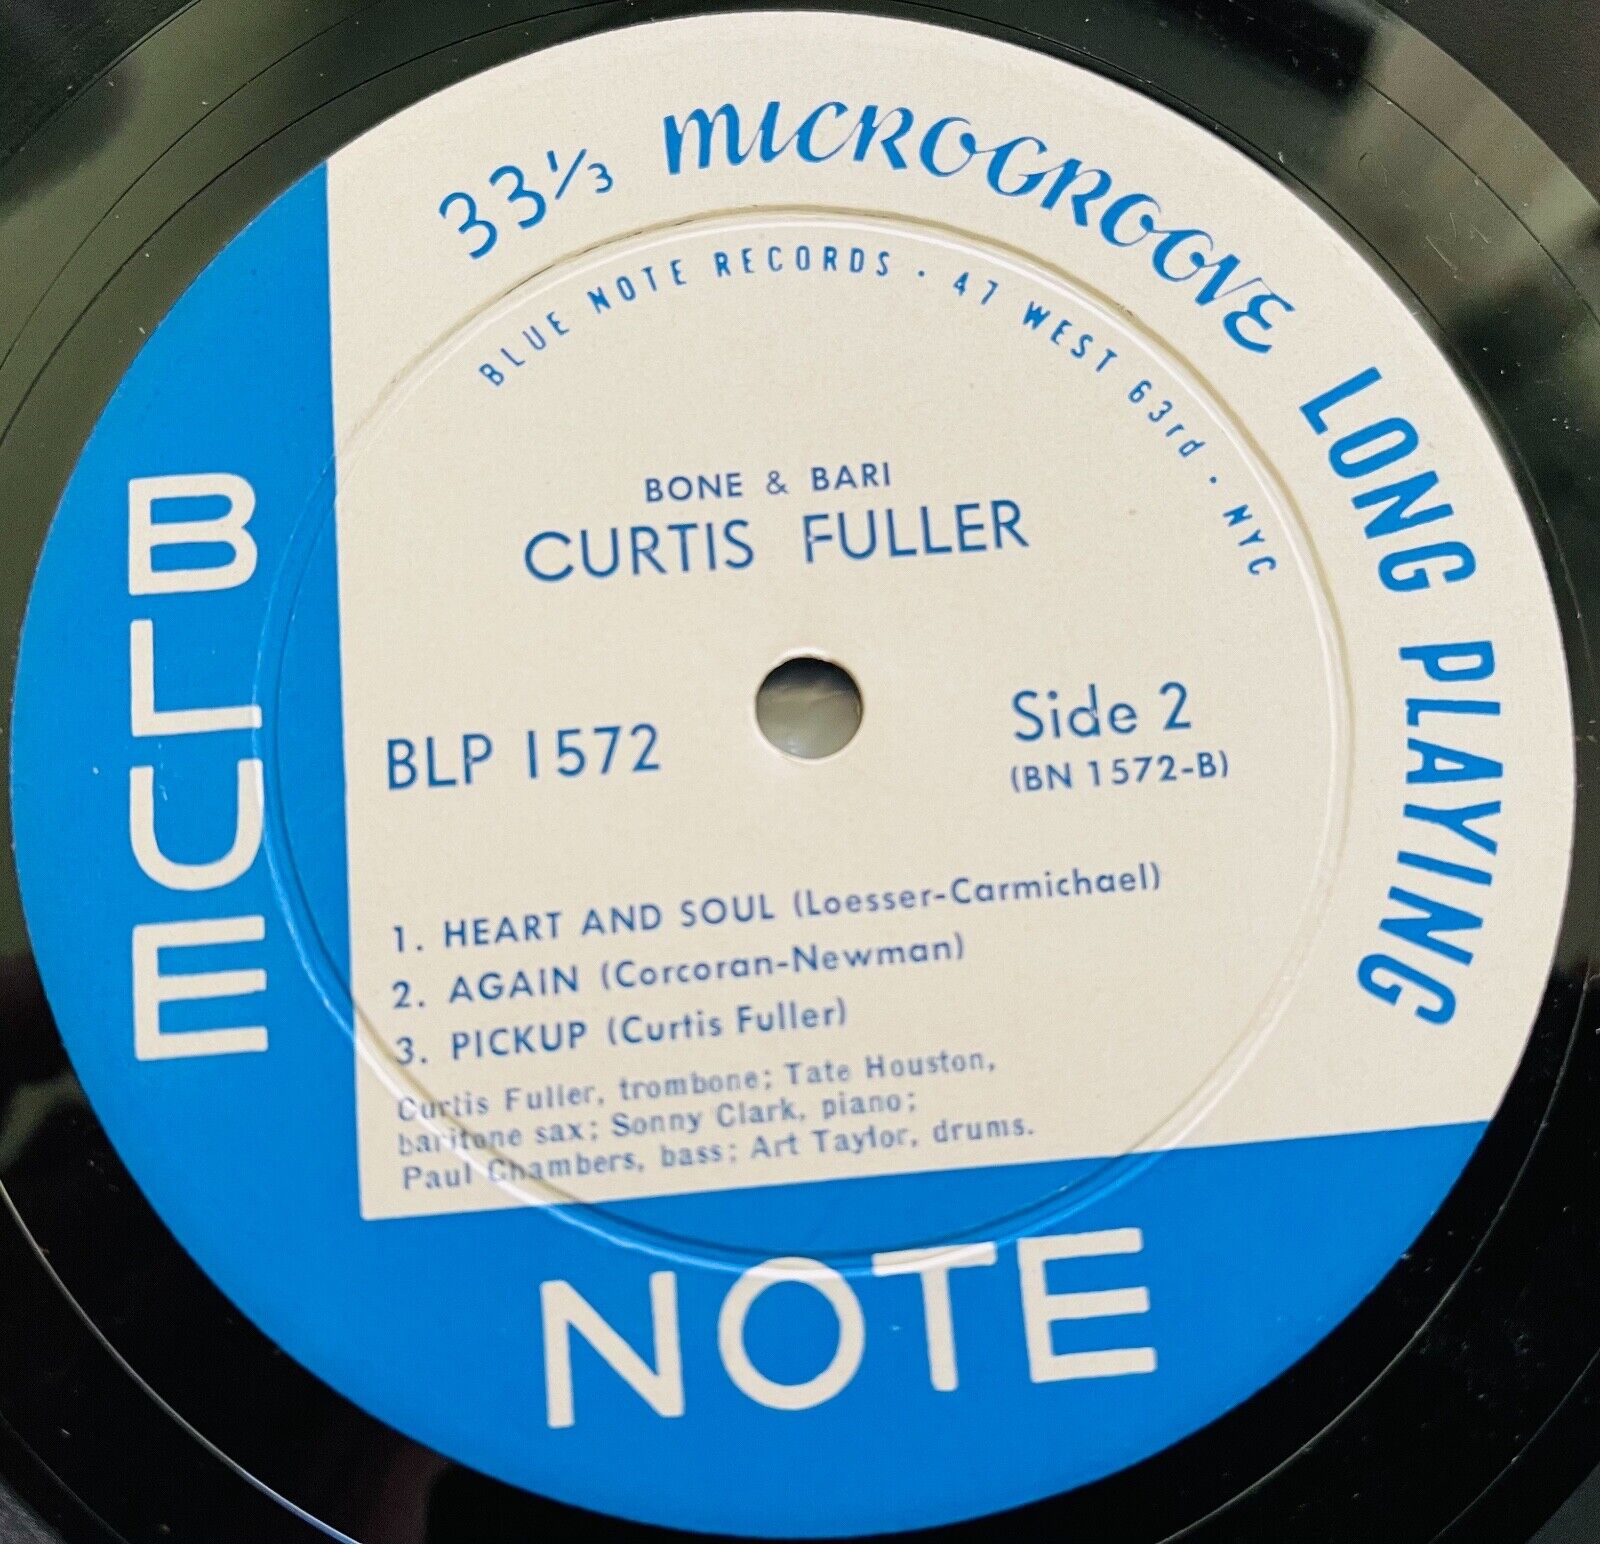 33⅓ MICROGROOVE LONG PLAYING
BLUE NOTE RECORDS · 47 WEST 63rd · NYC
BONE & BARI
CURTIS FULLER
BLP 1572
Side 2
(BN 1572-B)
1. HEART AND SOUL (Loesser-Carmichael)
2. AGAIN (Corcoran-Newman)
3. PICKUP (Curtis Fuller)
Curtis Fuller, trombone; Tate Houston,
baritone sax; Sonny Clark, piano;
Paul Chambers, bass; Art Taylor, drums.
BLUE
NOTE